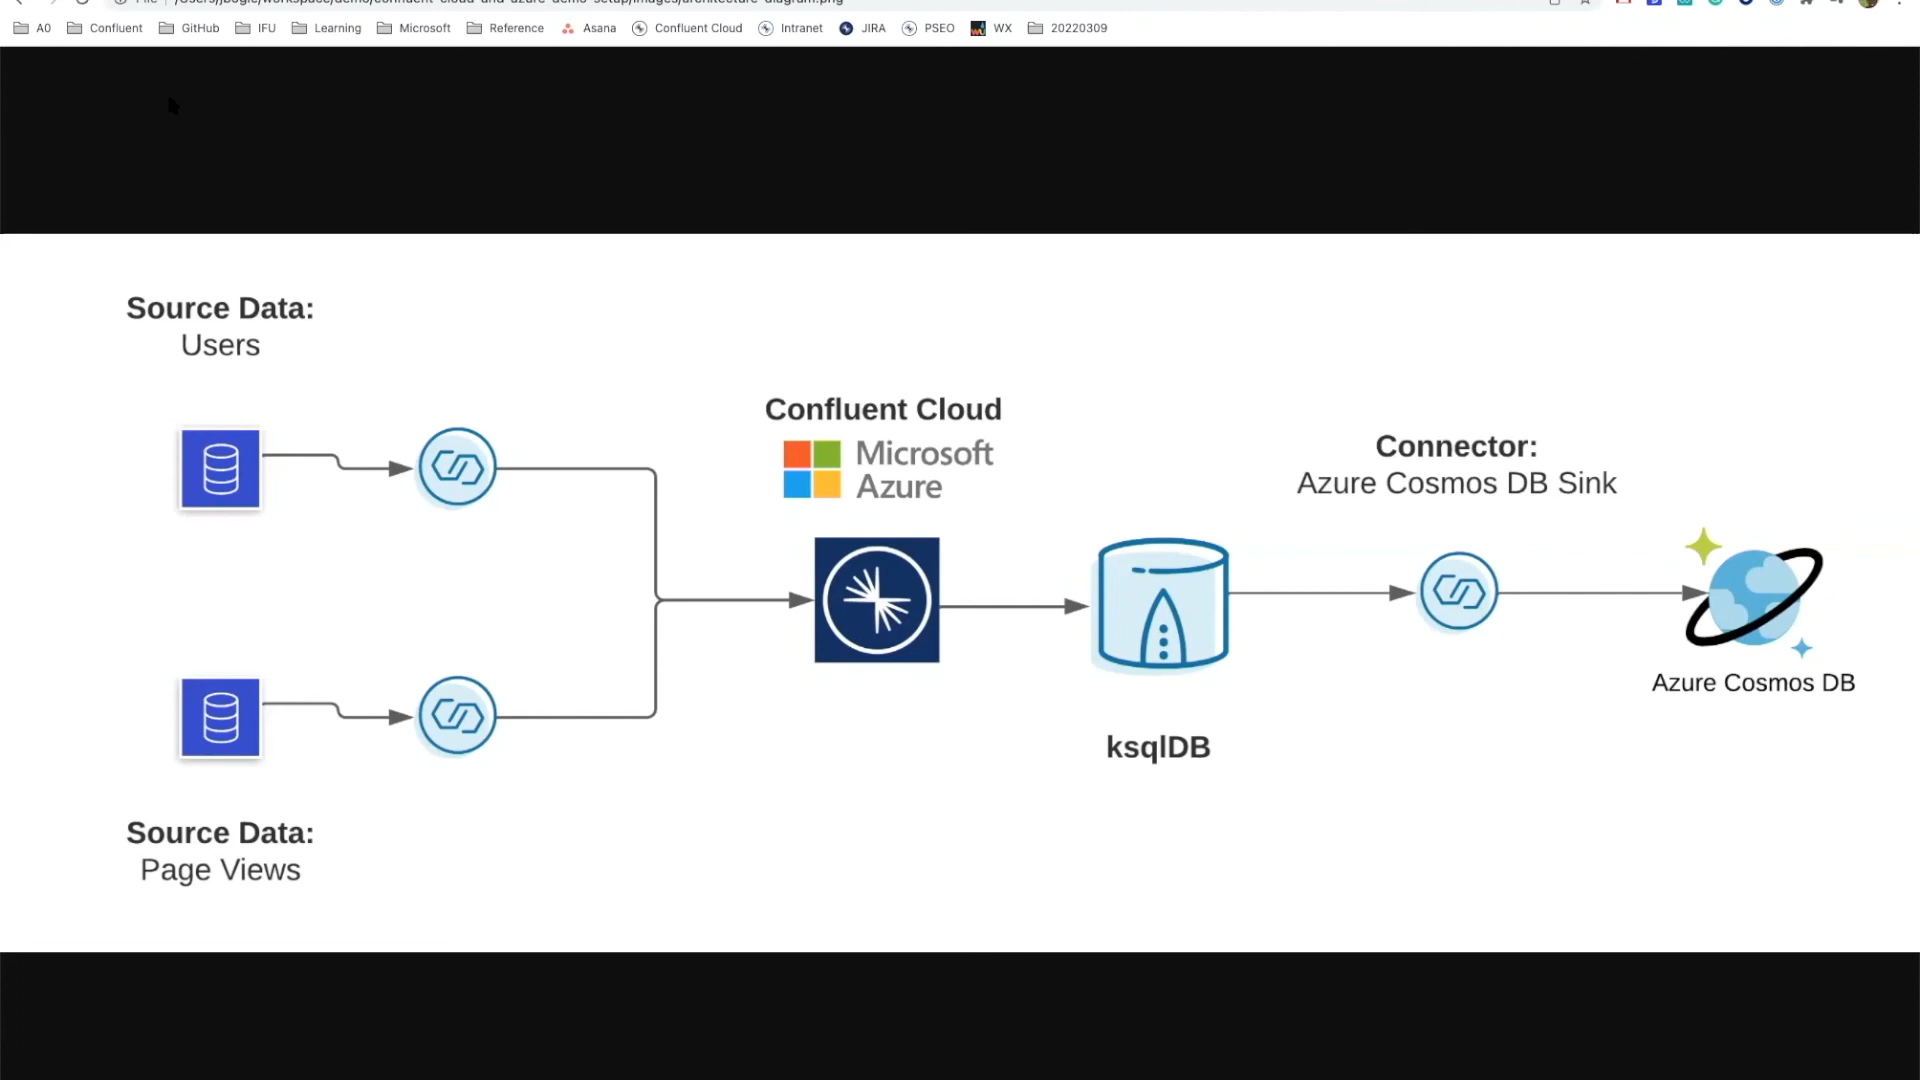 A0 Confluent GitHub IFU Learning Microsoft Reference Asana Confluent Cloud Intranet JIRA PSEO WX 20220309
Source Data:
Users
Confluent Cloud
Microsoft
Azure
Connector:
Azure Cosmos DB Sink
Azure Cosmos DB
ksqlDB
Source Data:
Page Views